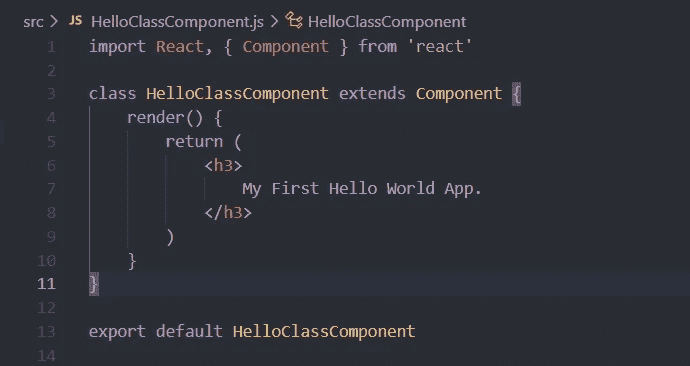 src > JS HelloClassComponent.js > HelloClassComponent
1 import React, { Component } from 'react'
2
3 class HelloClassComponent extends Component {
4     render() {
5         return (
6             <h3>
7                 My First Hello World App.
8             </h3>
9         )
10     }
11 }
12
13 export default HelloClassComponent
14